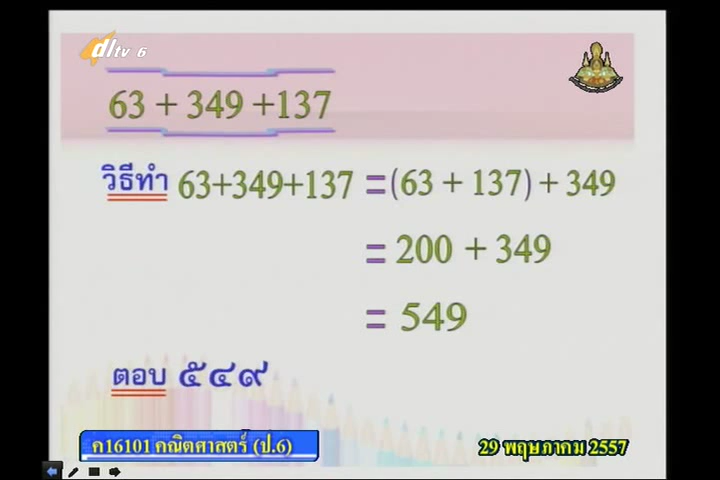 dltv 6
63 + 349 +137
วิธีทำ 63+349+137 = (63 + 137) + 349
= 200 + 349
= 549
ตอบ ๕๔๙
ค16101 คณิตศาสตร์ (ป.6)
29 พฤษภาคม 2557